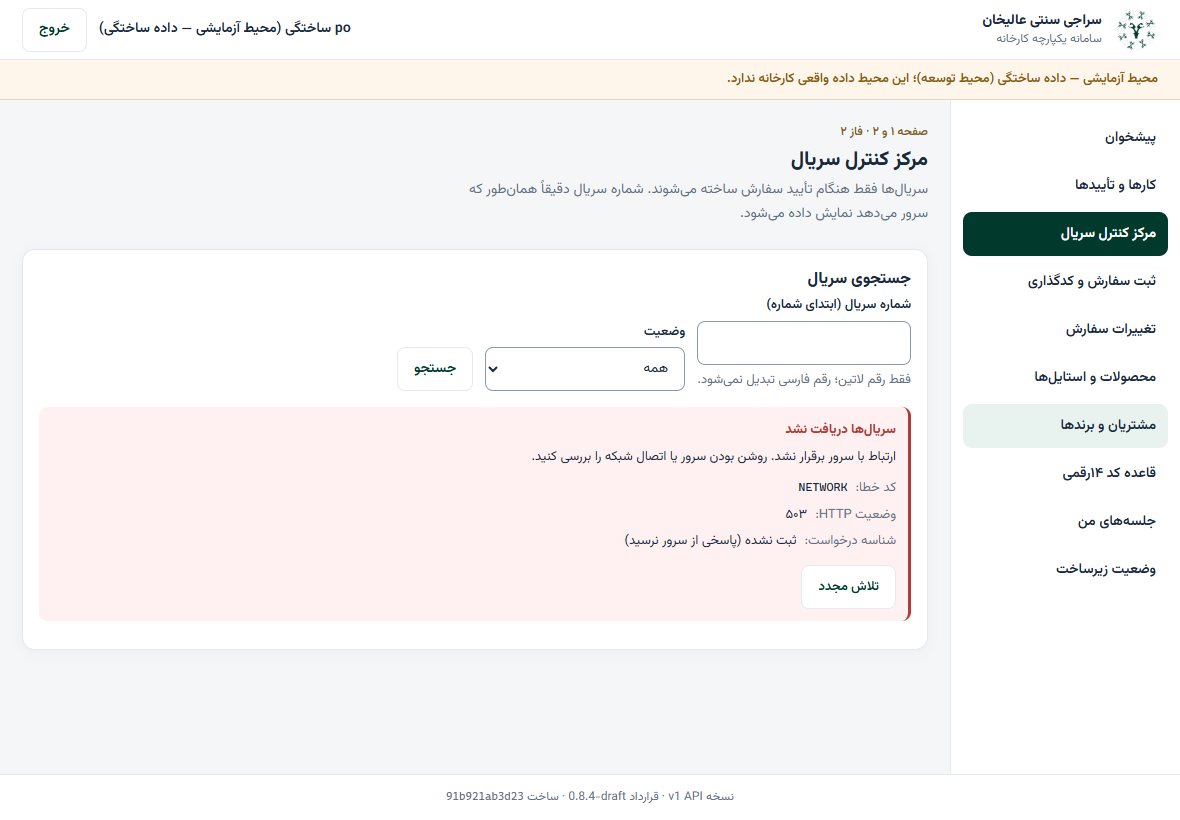 سراجی سنتی عالیخان
سامانه یکپارچه کارخانه
po ساختگی (محیط آزمایشی — داده ساختگی)
خروج
محیط آزمایشی — داده ساختگی (محیط توسعه)؛ این محیط داده واقعی کارخانه ندارد.
پیشخوان
کارها و تأییدها
مرکز کنترل سریال
ثبت سفارش و کدگذاری
تغییرات سفارش
محصولات و استایل‌ها
مشتریان و برندها
قاعده کد ۱۴رقمی
جلسه‌های من
وضعیت زیرساخت
صفحه ۱ و ۲ · فاز ۲
مرکز کنترل سریال
سریال‌ها فقط هنگام تأیید سفارش ساخته می‌شوند. شماره سریال دقیقاً همان‌طور که
سرور می‌دهد نمایش داده می‌شود.
جستجوی سریال
شماره سریال (ابتدای شماره)
فقط رقم لاتین؛ رقم فارسی تبدیل نمی‌شود.
وضعیت
همه
جستجو
سریال‌ها دریافت نشد
ارتباط با سرور برقرار نشد. روشن بودن سرور یا اتصال شبکه را بررسی کنید.
کد خطا: NETWORK
وضعیت HTTP: ۵۰۳
شناسه درخواست: ثبت نشده (پاسخی از سرور نرسید)
تلاش مجدد
نسخه v1 API · قرارداد 0.8.4-draft · ساخت 91b921ab3d23